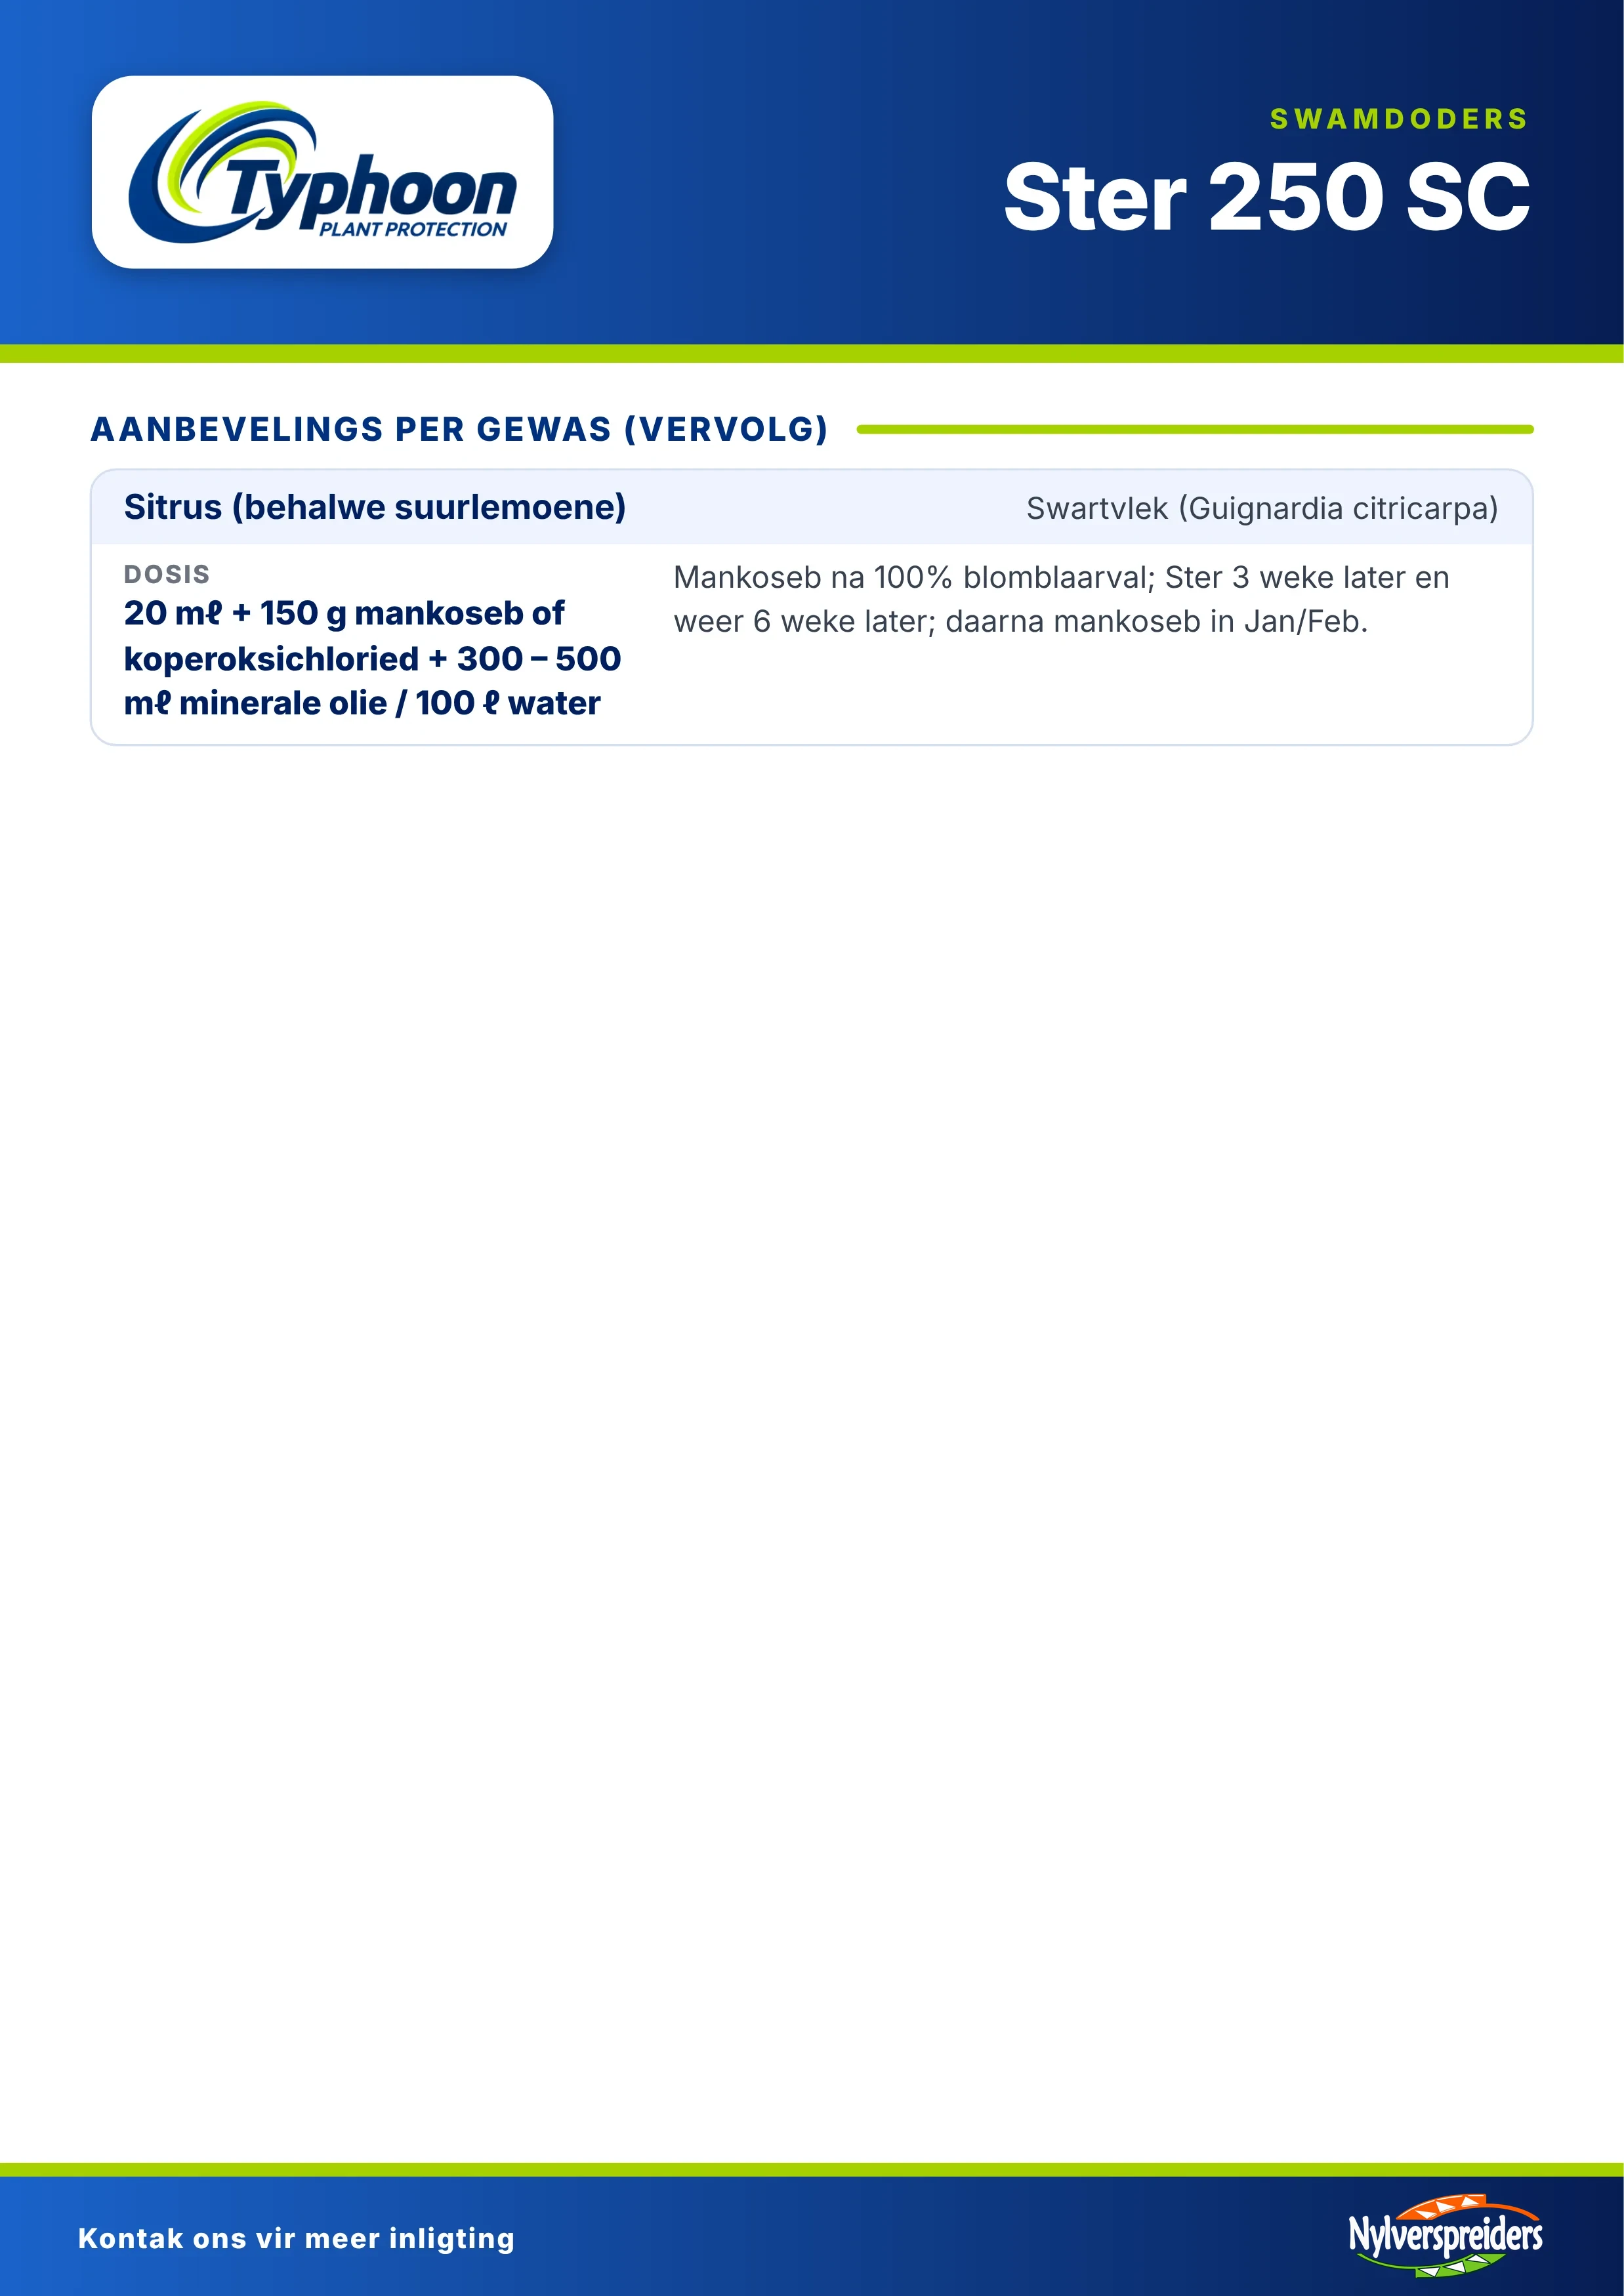 Typhoon
PLANT PROTECTION
SWAMDODERS
Ster 250 SC
AANBEVELINGS PER GEWAS (VERVOLG)
Sitrus (behalwe suurlemoene)
Swartvlek (Guignardia citricarpa)
DOSIS
20 mℓ + 150 g mankoseb of
koperoksichloried + 300 – 500
mℓ minerale olie / 100 ℓ water
Mankoseb na 100% blomblaarval; Ster 3 weke later en
weer 6 weke later; daarna mankoseb in Jan/Feb.
Kontak ons vir meer inligting
Nylverspreiders